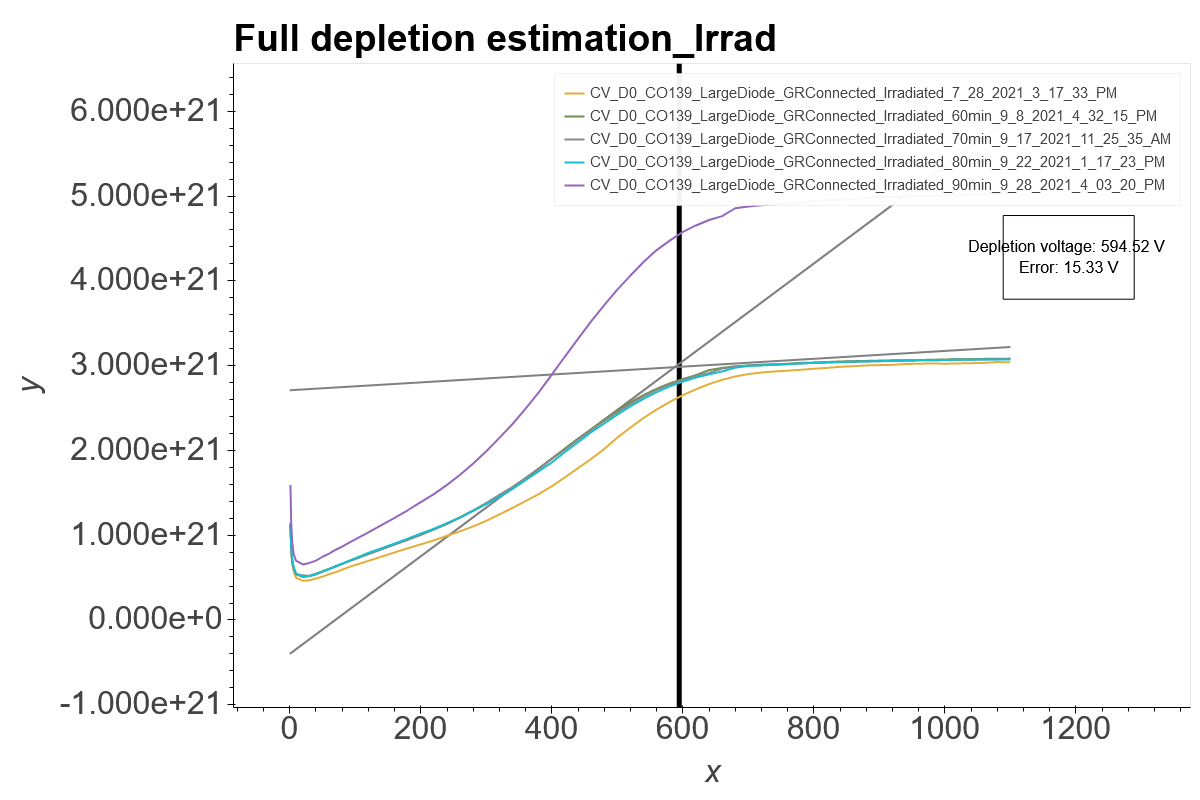 Full depletion estimation_Irrad
CV_D0_CO139_LargeDiode_GRConnected_Irradiated_7_28_2021_3_17_33_PM
CV_D0_CO139_LargeDiode_GRConnected_Irradiated_60min_9_8_2021_4_32_15_PM
CV_D0_CO139_LargeDiode_GRConnected_Irradiated_70min_9_17_2021_11_25_35_AM
CV_D0_CO139_LargeDiode_GRConnected_Irradiated_80min_9_22_2021_1_17_23_PM
CV_D0_CO139_LargeDiode_GRConnected_Irradiated_90min_9_28_2021_4_03_20_PM
Depletion voltage: 594.52 V
Error: 15.33 V
6.000e+21
5.000e+21
4.000e+21
3.000e+21
2.000e+21
1.000e+21
0.000e+0
-1.000e+21
y
0 200 400 600 800 1000 1200
x